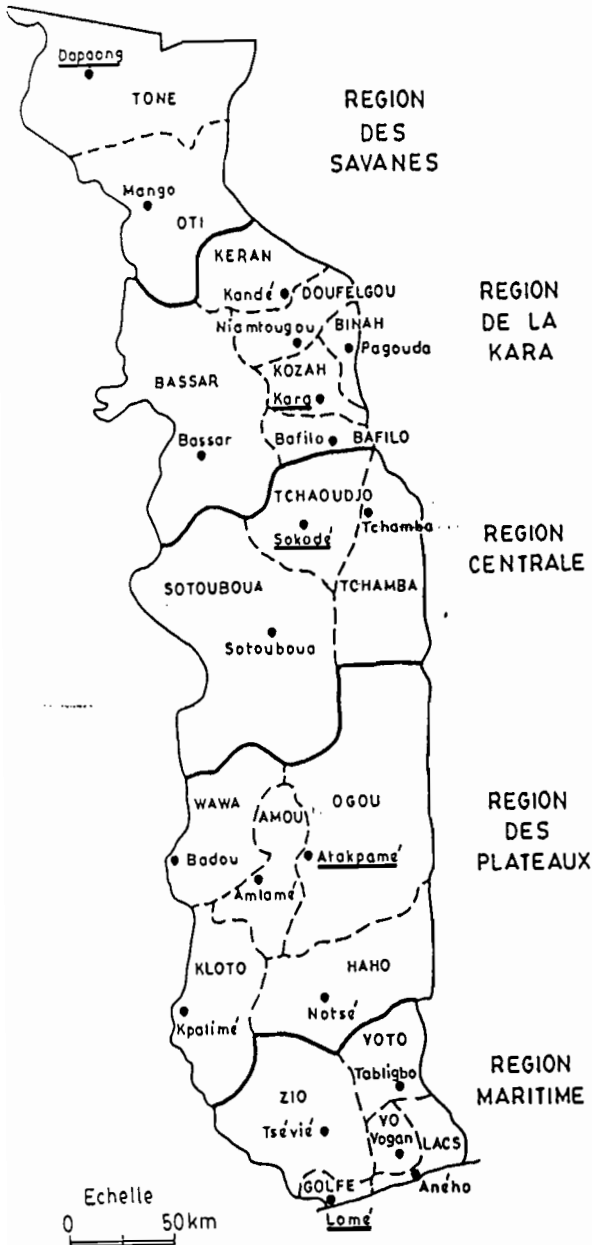 Dapaong
TONE
REGION
DES
SAVANES
Mango
OTI
KERAN
Kandé
DOUFELGOU
REGION
DE LA
KARA
Niamtougou
BINAH
Pagouda
KOZAH
BASSAR
Kara
Bassar
Bafilo
BAFILO
TCHAOUDJO
Tchamba
Sokodé
REGION
CENTRALE
SOTOUBOUA
TCHAMBA
Sotouboua
WAWA
AMOU
OGOU
REGION
DES
PLATEAUX
Badou
Atakpamé
Amlamé
KLOTO
HAHO
Notsé
Kpalimé
VOTO
REGION
MARITIME
Tabligbo
ZIO
VO
Tsévié
Vogan
LACS
GOLFE
Aného
Lomé
Echelle
0 50km